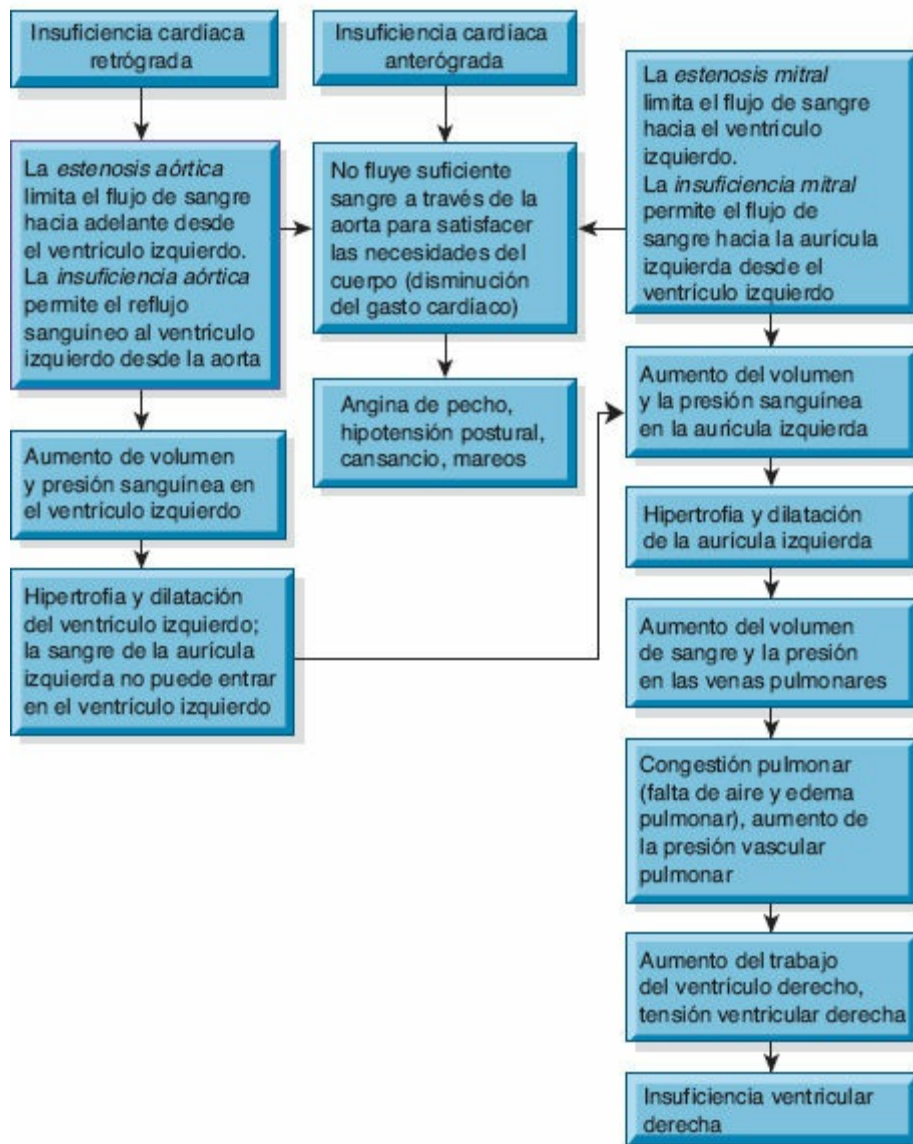 Insuficiencia cardíaca
retrógrada
Insuficiencia cardíaca
anterógrada
La estenosis aórtica
limita el flujo de sangre
hacia adelante desde
el ventrículo izquierdo.
La insuficiencia aórtica
permite el reflujo
sanguíneo al ventrículo
izquierdo desde la aorta
No fluye suficiente
sangre a través de la
aorta para satisfacer
las necesidades del
cuerpo (disminución
del gasto cardíaco)
La estenosis mitral
limita el flujo de sangre
hacia el ventrículo
izquierdo.
La insuficiencia mitral
permite el flujo de
sangre hacia la aurícula
izquierda desde el
ventrículo izquierdo
Aumento de volumen
y presión sanguínea en
el ventrículo izquierdo
Angina de pecho,
hipotensión postural,
cansancio, mareos
Aumento del volumen
y la presión sanguínea
en la aurícula izquierda
Hipertrofia y dilatación
del ventrículo izquierdo;
la sangre de la aurícula
izquierda no puede entrar
en el ventrículo izquierdo
Hipertrofia y dilatación
de la aurícula izquierda
Aumento del volumen
de sangre y la presión
en las venas pulmonares
Congestión pulmonar
(falta de aire y edema
pulmonar), aumento de
la presión vascular
pulmonar
Aumento del trabajo
del ventrículo derecho,
tensión ventricular derecha
Insuficiencia ventricular
derecha